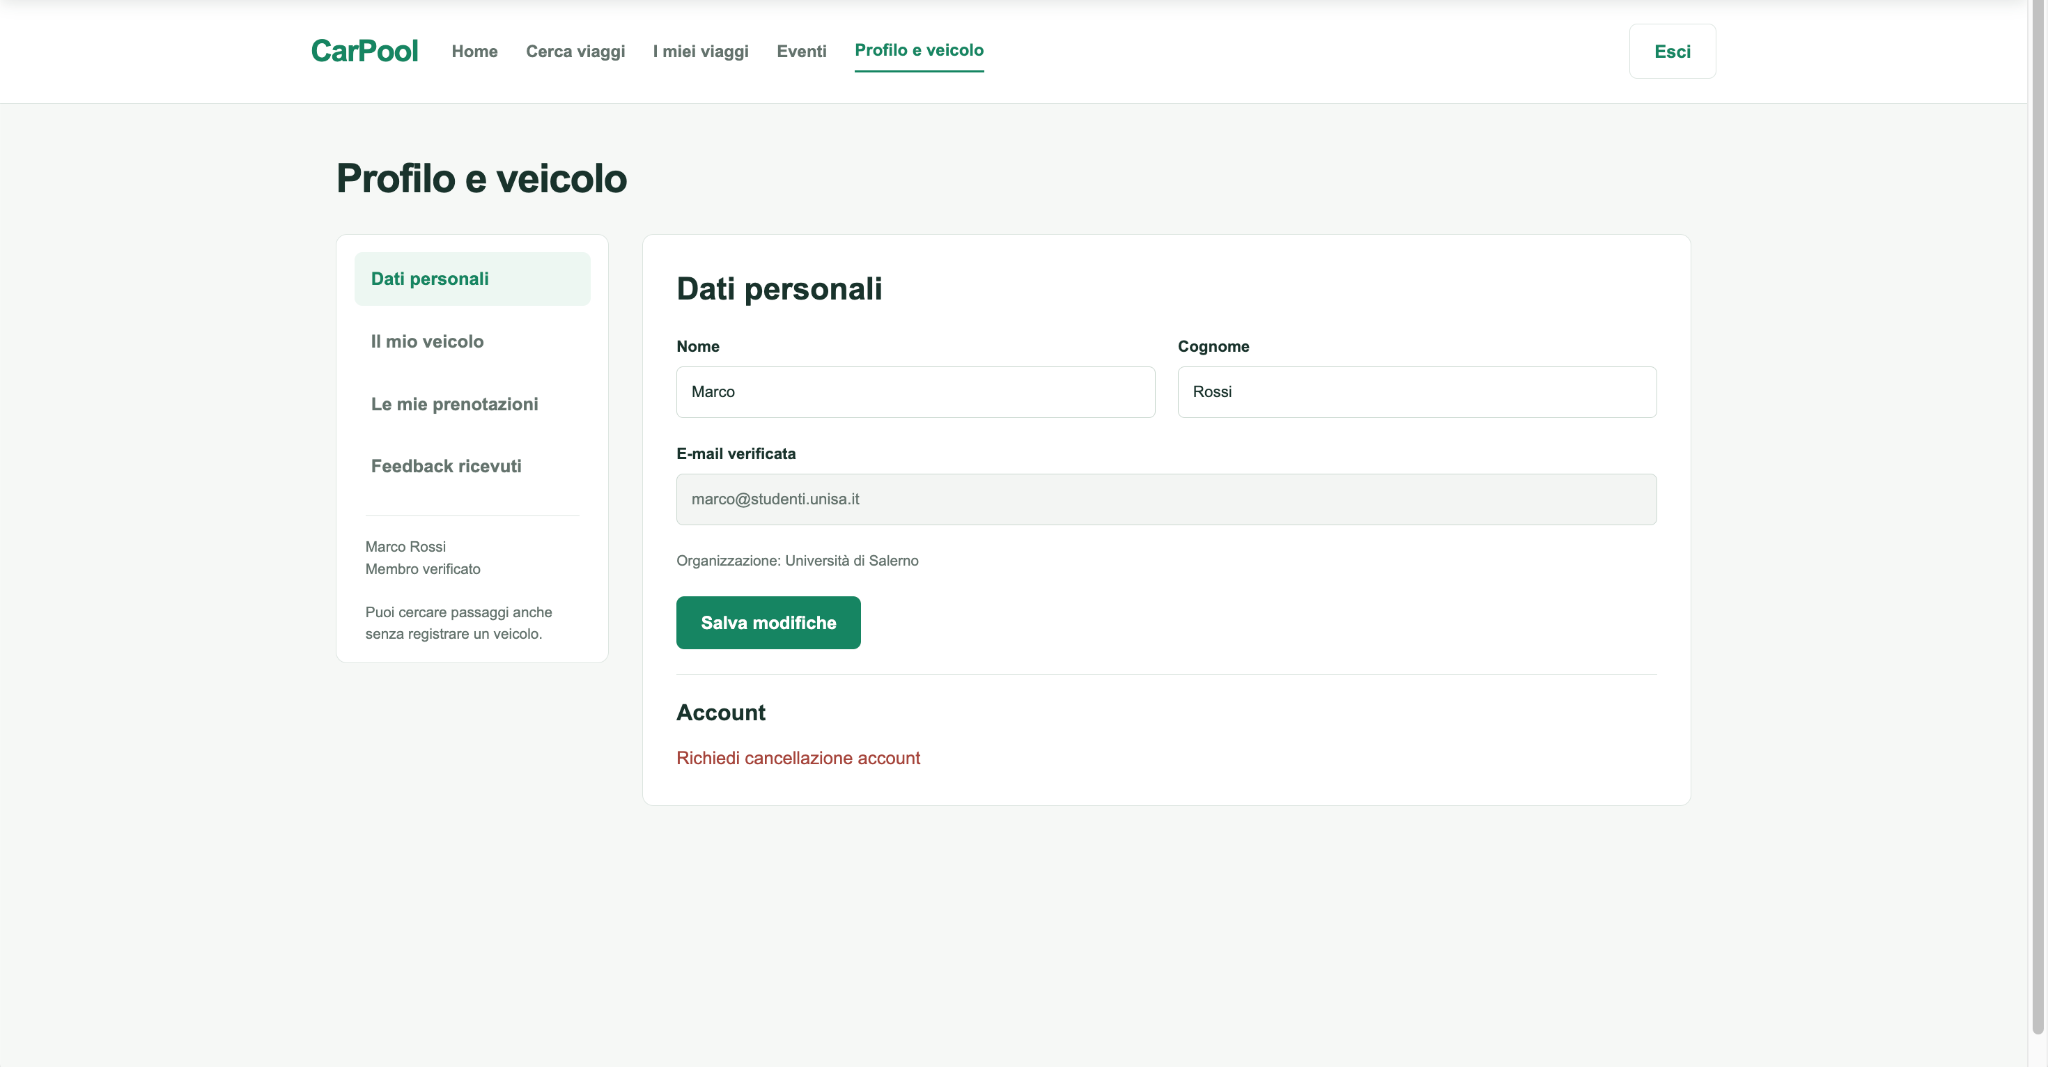 CarPool
Home
Cerca viaggi
I miei viaggi
Eventi
Profilo e veicolo
Esci
Profilo e veicolo
Dati personali
Il mio veicolo
Le mie prenotazioni
Feedback ricevuti
Marco Rossi
Membro verificato
Puoi cercare passaggi anche
senza registrare un veicolo.
Dati personali
Nome
Cognome
Marco
Rossi
E-mail verificata
marco@studenti.unisa.it
Organizzazione: Università di Salerno
Salva modifiche
Account
Richiedi cancellazione account